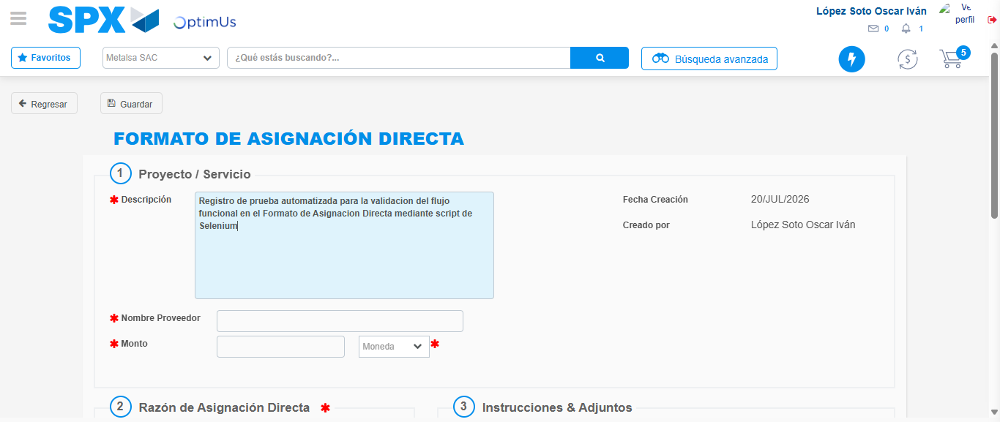 SPX OptimUs
López Soto Oscar Iván
perfil
0 1
Favoritos
Metalsa SAC
¿Qué estás buscando?...
Búsqueda avanzada
5
Regresar
Guardar
FORMATO DE ASIGNACIÓN DIRECTA
1 Proyecto / Servicio
Descripción
Registro de prueba automatizada para la validacion del flujo
funcional en el Formato de Asignacion Directa mediante script de
Selenium
Fecha Creación 20/JUL/2026
Creado por López Soto Oscar Iván
Nombre Proveedor
Monto
Moneda
2 Razón de Asignación Directa
3 Instrucciones & Adjuntos